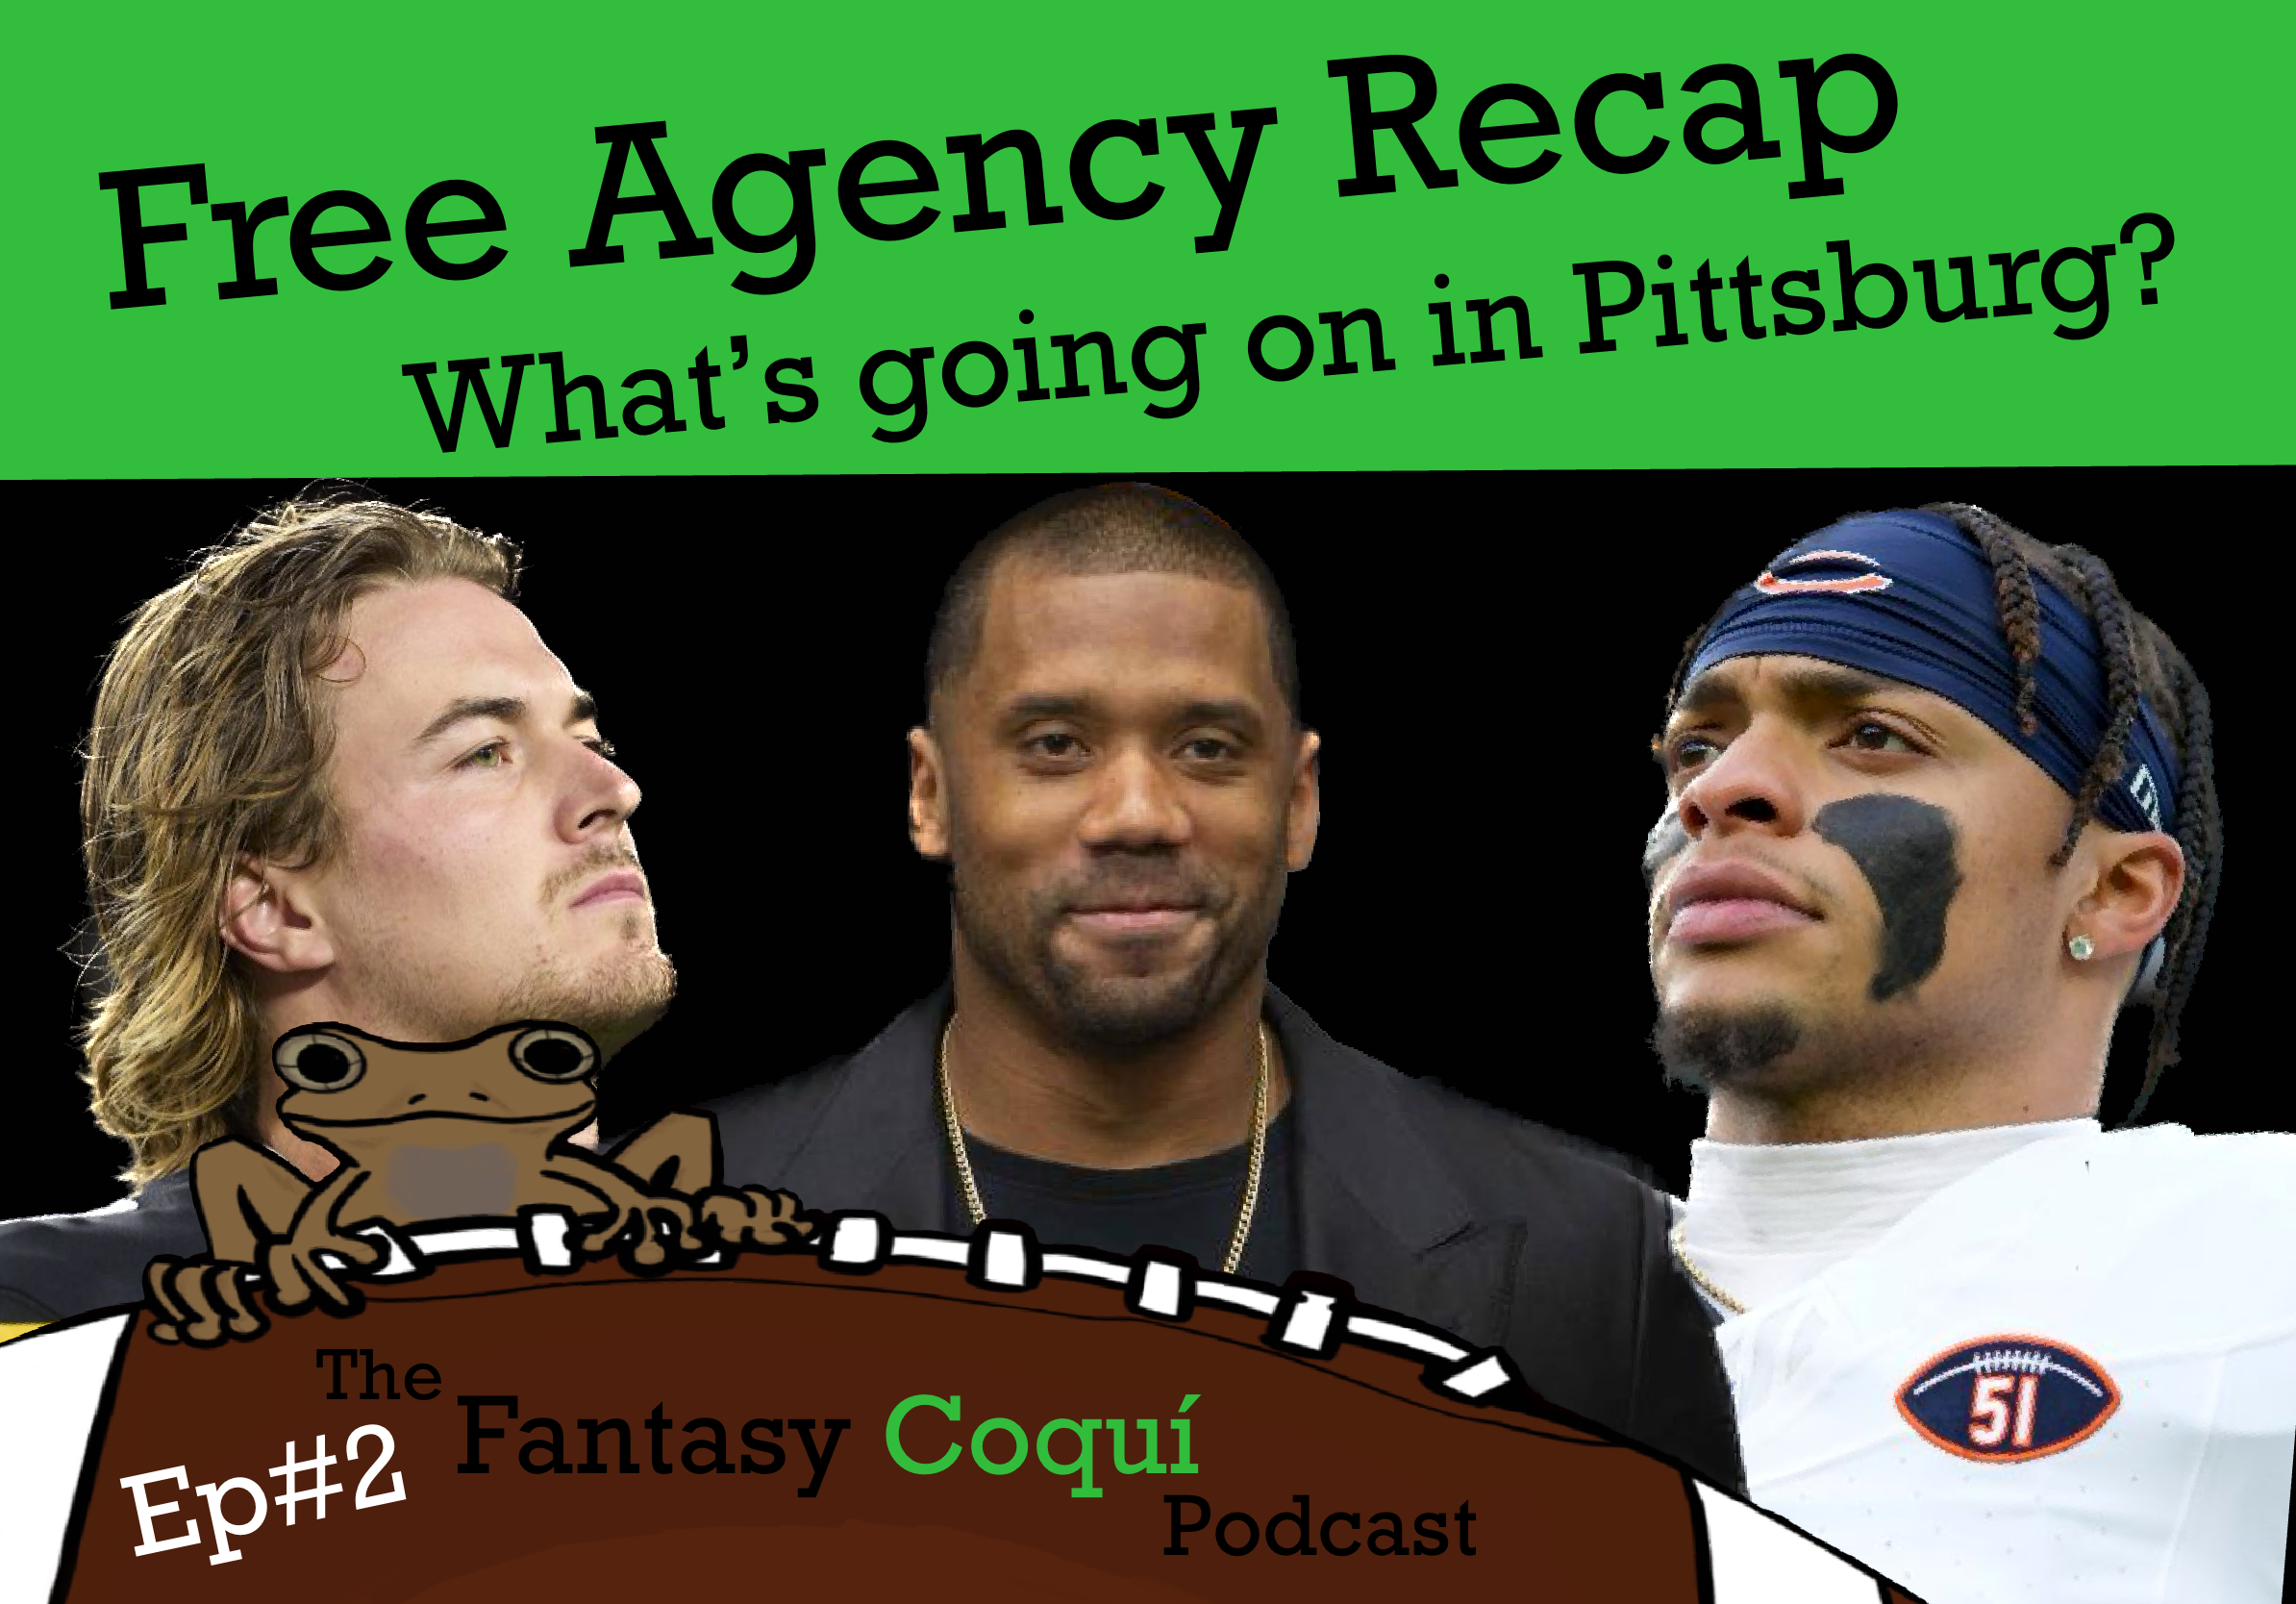 Free Agency Recap
What's going on in Pittsburg?
The
Fantasy Coquí
Podcast
Ep#2
51